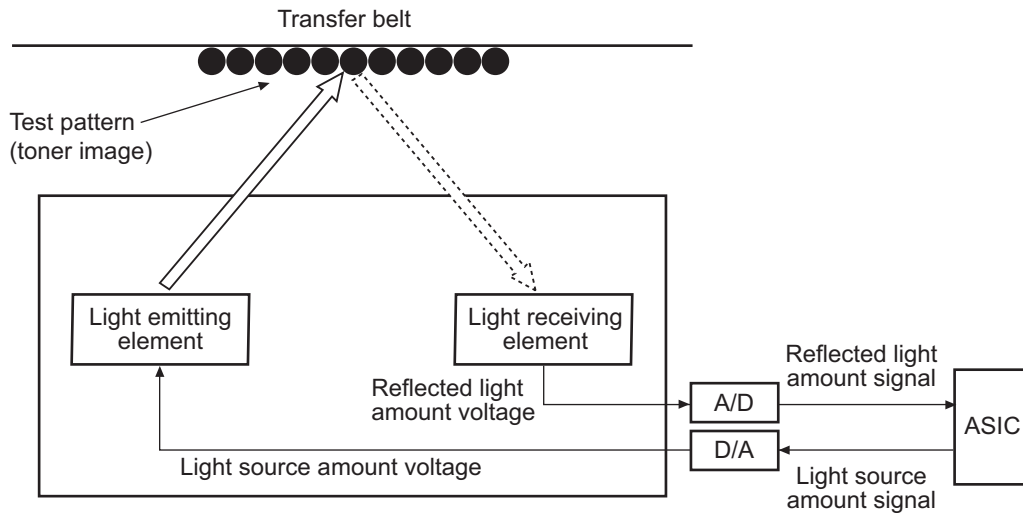 Transfer belt
Test pattern
(toner image)
Light emitting
element
Light receiving
element
Reflected light
amount voltage
Reflected light
amount signal
A/D
ASIC
D/A
Light source amount voltage
Light source
amount signal